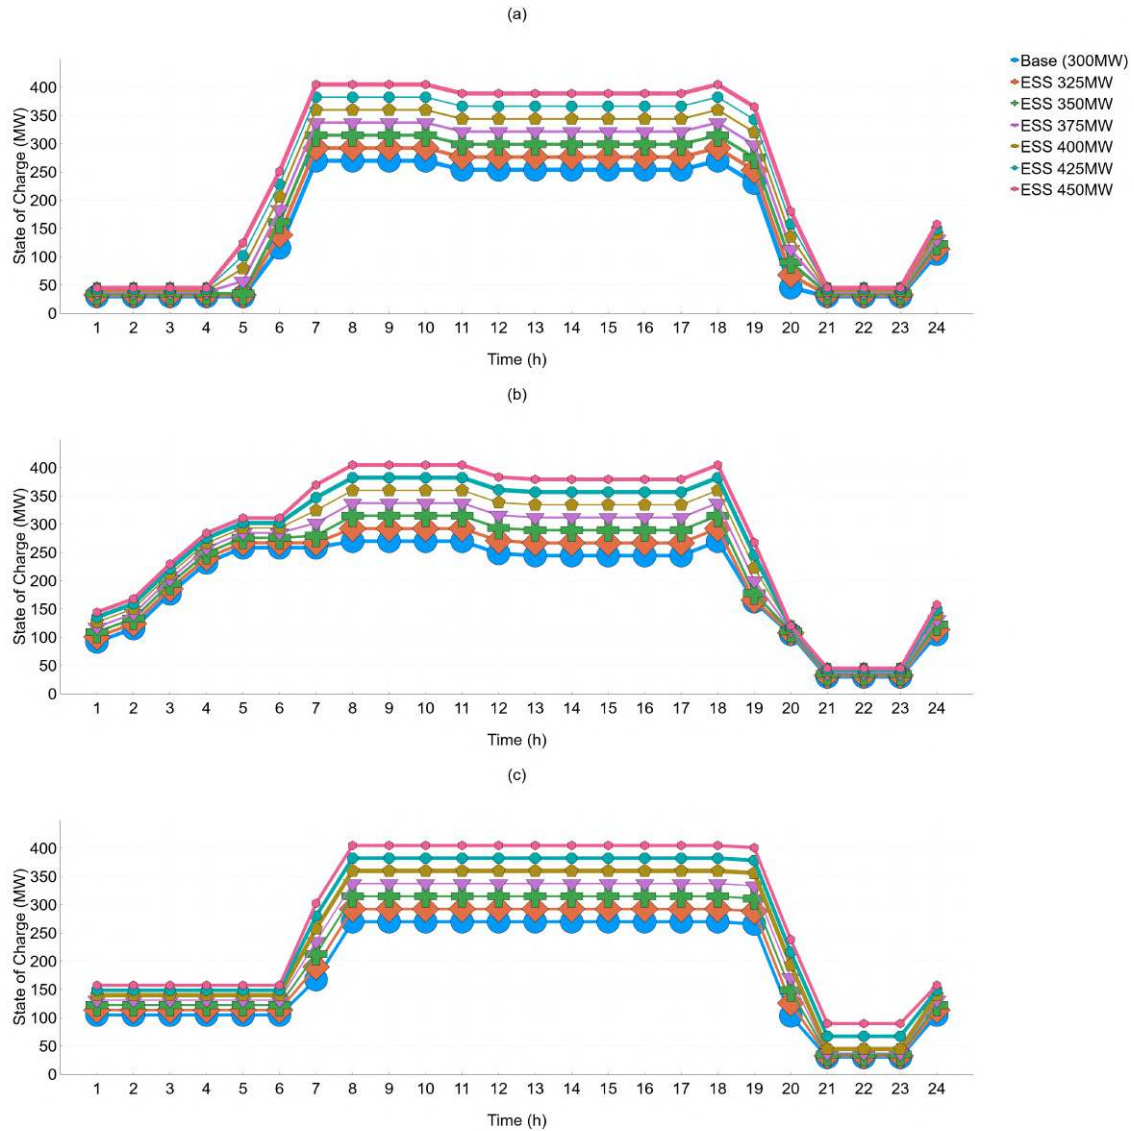 (a)
State of Charge (MW)
400
350
300
250
200
150
100
50
0
1 2 3 4 5 6 7 8 9 10 11 12 13 14 15 16 17 18 19 20 21 22 23 24
Time (h)
Base (300MW)
ESS 325MW
ESS 350MW
ESS 375MW
ESS 400MW
ESS 425MW
ESS 450MW
(b)
State of Charge (MW)
400
350
300
250
200
150
100
50
0
1 2 3 4 5 6 7 8 9 10 11 12 13 14 15 16 17 18 19 20 21 22 23 24
Time (h)
(c)
State of Charge (MW)
400
350
300
250
200
150
100
50
0
1 2 3 4 5 6 7 8 9 10 11 12 13 14 15 16 17 18 19 20 21 22 23 24
Time (h)